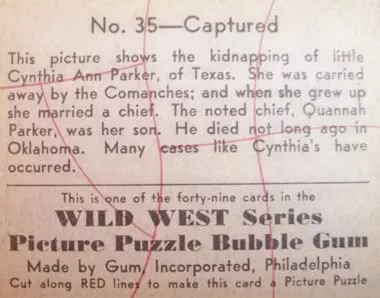 No. 35—Captured
This picture shows the kidnapping of little
Cynthia Ann Parker, of Texas. She was carried
away by the Comanches; and when she grew up
she married a chief. The noted chief, Quannah
Parker, was her son. He died not long ago in
Oklahoma. Many cases like Cynthia's have
occurred.
This is one of the forty-nine cards in the
WILD WEST Series
Picture Puzzle Bubble Gum
Made by Gum, Incorporated, Philadelphia
Cut along RED lines to make this card a Picture Puzzle